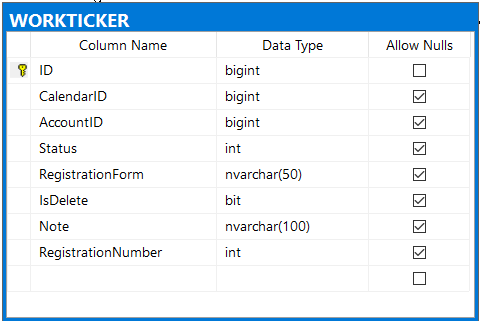 WORKTICKER
Column Name Data Type Allow Nulls
ID bigint
CalendarID bigint
AccountID bigint
Status int
RegistrationForm nvarchar(50)
IsDelete bit
Note nvarchar(100)
RegistrationNumber int